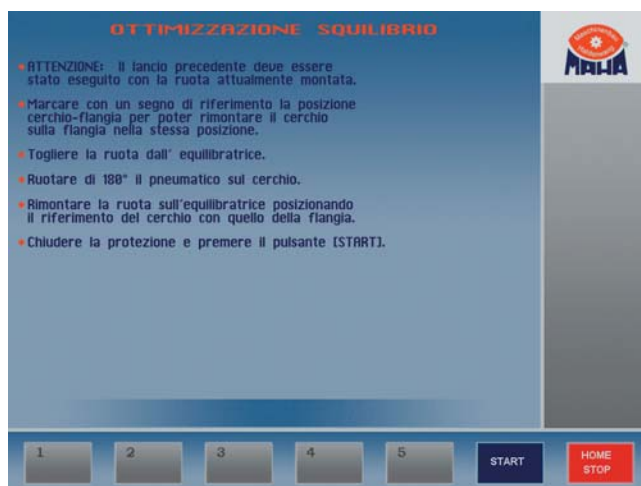 OTTIMIZZAZIONE SQUILIBRIO
ATTENZIONE: Il lancio precedente deve essere
stato eseguito con la ruota attualmente montata.
Marcare con un segno di riferimento la posizione
cerchio-flangia per poter rimontare il cerchio
sulla flangia nella stessa posizione.
Togliere la ruota dall' equilibratrice.
Ruotare di 180° il pneumatico sul cerchio.
Rimontare la ruota sull'equilibratrice posizionando
il riferimento del cerchio con quello della flangia.
Chiudere la protezione e premere il pulsante [START].
Maschinenbau
Haldenwang
MAHA
1 2 3 4 5 START HOME
STOP